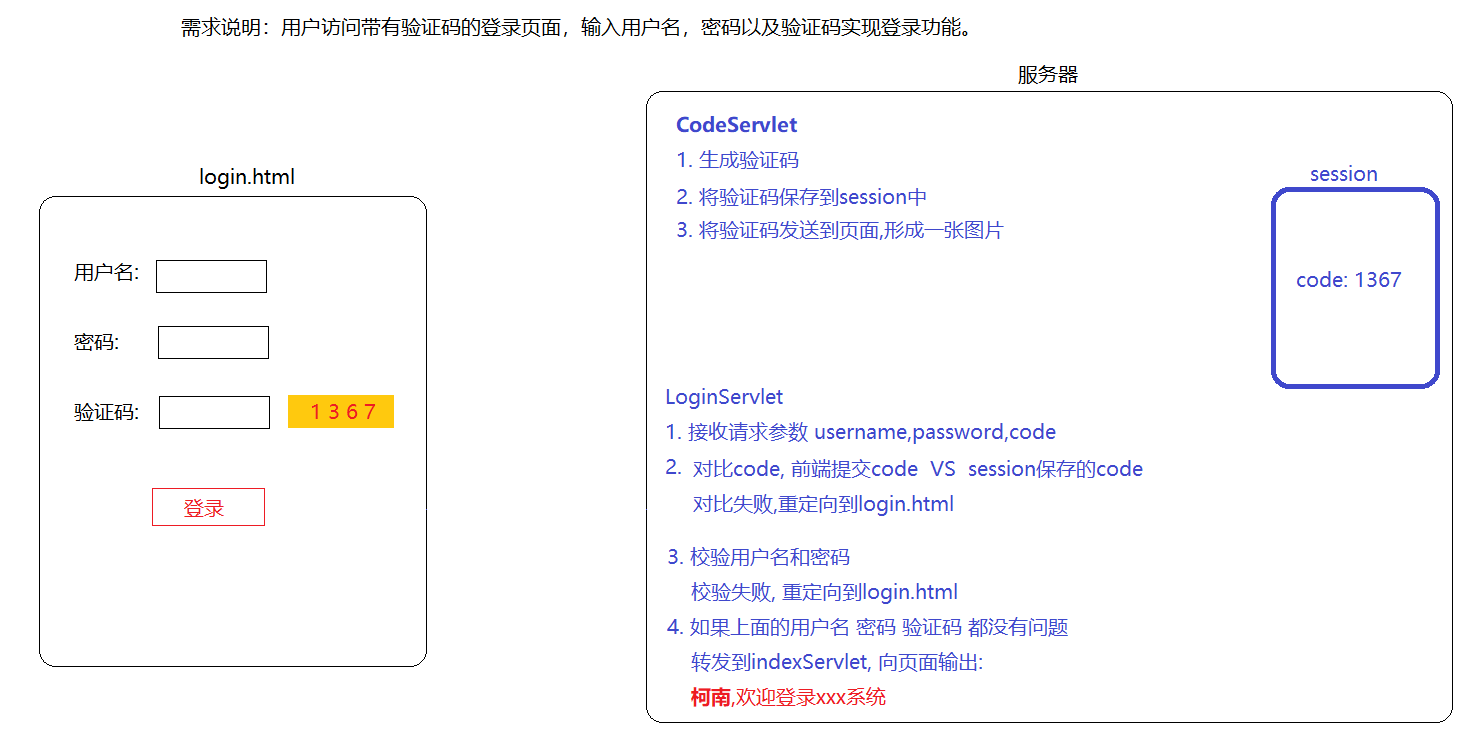 需求说明：用户访问带有验证码的登录页面，输入用户名，密码以及验证码实现登录功能。
login.html
用户名:
密码:
验证码:
1 3 6 7
登录
服务器
CodeServlet
1. 生成验证码
2. 将验证码保存到session中
3. 将验证码发送到页面,形成一张图片
session
code: 1367
LoginServlet
1. 接收请求参数 username,password,code
2. 对比code, 前端提交code VS session保存的code
对比失败,重定向到login.html
3. 校验用户名和密码
校验失败, 重定向到login.html
4. 如果上面的用户名 密码 验证码 都没有问题
转发到indexServlet, 向页面输出:
柯南,欢迎登录xxx系统